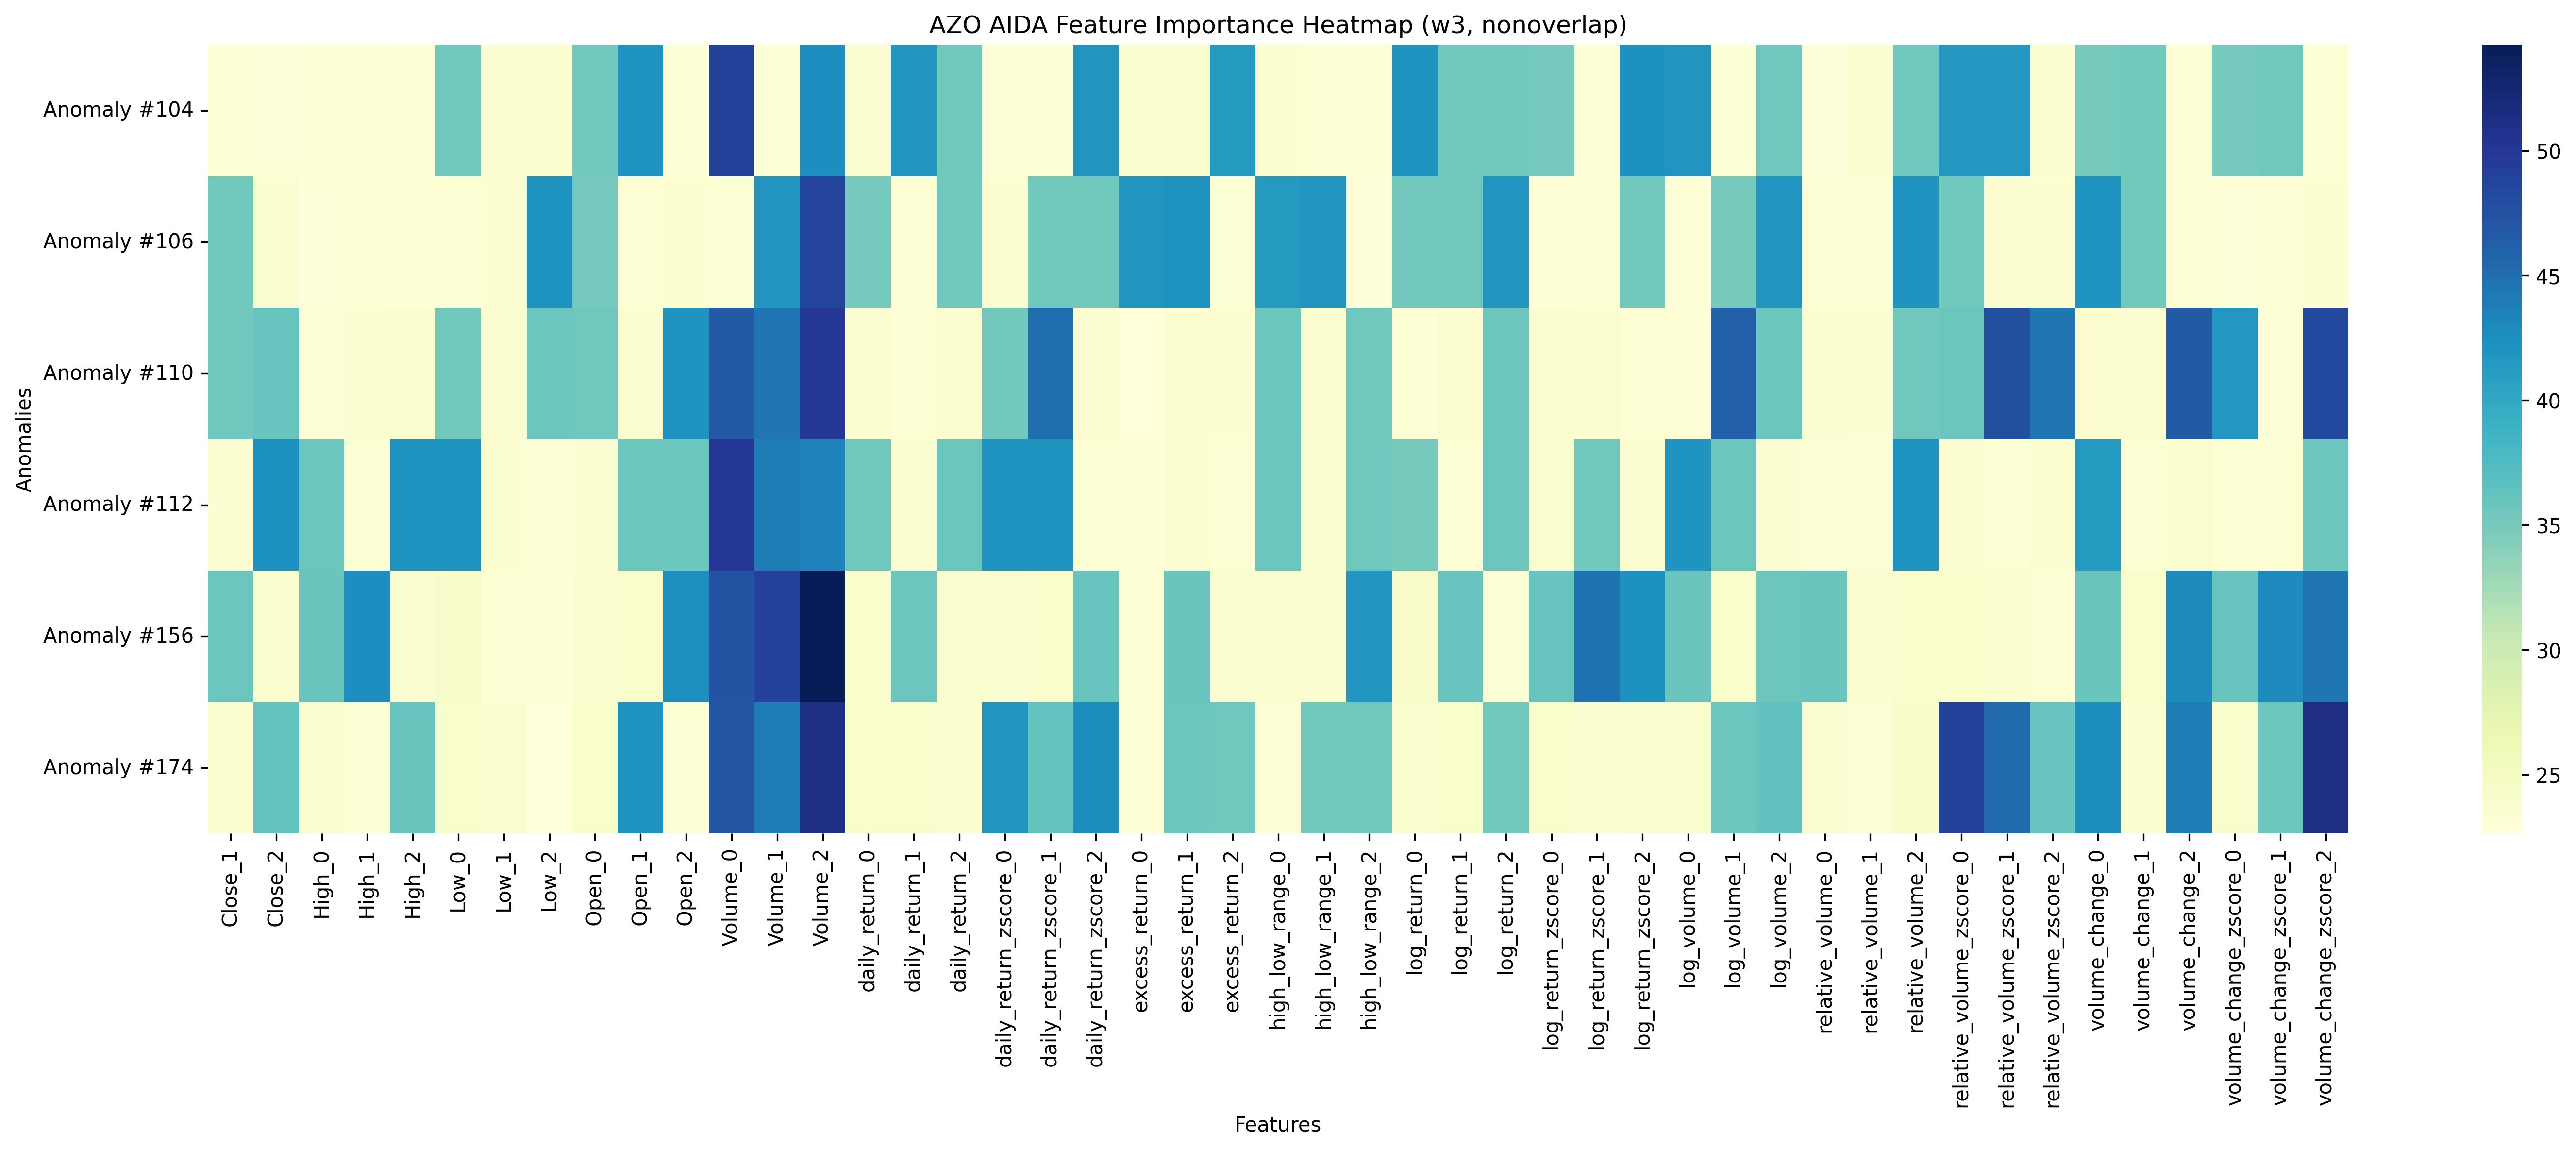 AZO AIDA Feature Importance Heatmap (w3, nonoverlap)
Anomalies
Anomaly #104
Anomaly #106
Anomaly #110
Anomaly #112
Anomaly #156
Anomaly #174
50
45
40
35
30
25
Close_1
Close_2
High_0
High_1
High_2
Low_0
Low_1
Low_2
Open_0
Open_1
Open_2
Volume_0
Volume_1
Volume_2
daily_return_0
daily_return_1
daily_return_2
daily_return_zscore_0
daily_return_zscore_1
daily_return_zscore_2
excess_return_0
excess_return_1
excess_return_2
high_low_range_0
high_low_range_1
high_low_range_2
log_return_0
log_return_1
log_return_2
log_return_zscore_0
log_return_zscore_1
log_return_zscore_2
log_volume_0
log_volume_1
log_volume_2
relative_volume_0
relative_volume_1
relative_volume_2
relative_volume_zscore_0
relative_volume_zscore_1
relative_volume_zscore_2
volume_change_0
volume_change_1
volume_change_2
volume_change_zscore_0
volume_change_zscore_1
volume_change_zscore_2
Features